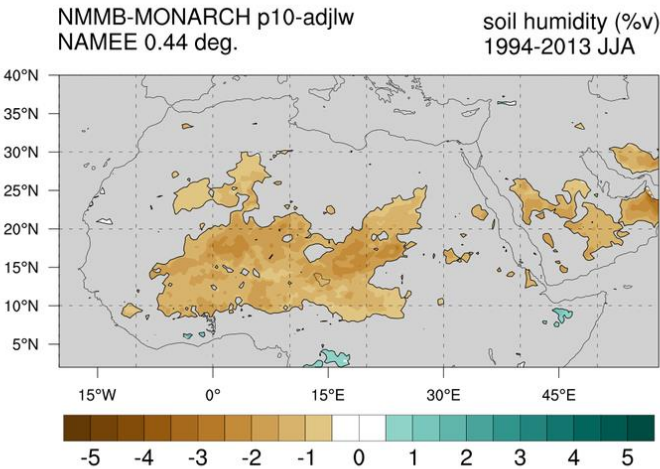 NMMB-MONARCH p10-adjlw
NAMEE 0.44 deg.
soil humidity (%v)
1994-2013 JJA
40°N
35°N
30°N
25°N
20°N
15°N
10°N
5°N
15°W 0° 15°E 30°E 45°E
-5 -4 -3 -2 -1 0 1 2 3 4 5